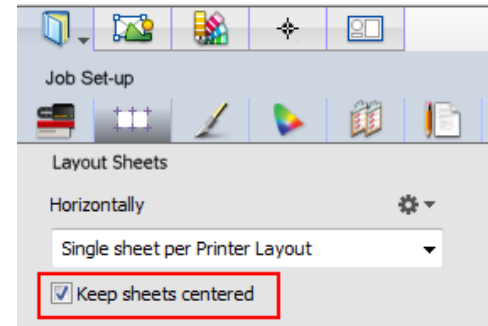 Job Set-up
Layout Sheets
Horizontally
Single sheet per Printer Layout
Keep sheets centered